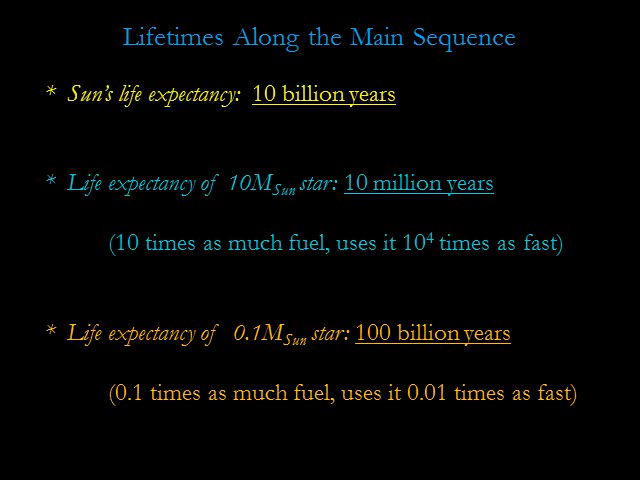 Lifetimes Along the Main Sequence
* Sun's life expectancy: 10 billion years
* Life expectancy of 10M_Sun star: 10 million years
(10 times as much fuel, uses it 10⁴ times as fast)
* Life expectancy of 0.1M_Sun star: 100 billion years
(0.1 times as much fuel, uses it 0.01 times as fast)